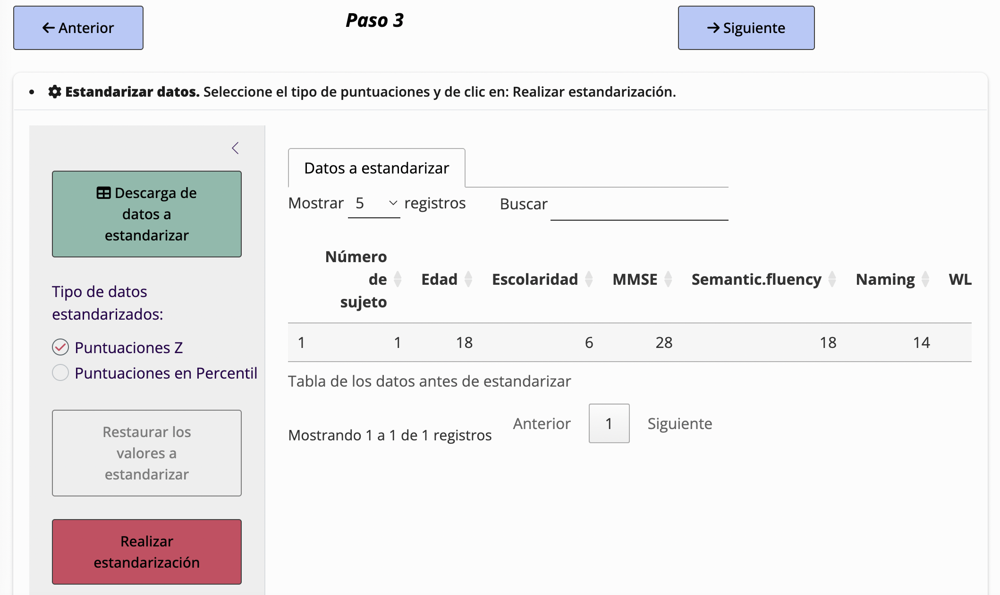 Anterior
Paso 3
Siguiente
Estandarizar datos. Seleccione el tipo de puntuaciones y de clic en: Realizar estandarización.
Descarga de
datos a
estandarizar
Tipo de datos
estandarizados:
Puntuaciones Z
Puntuaciones en Percentil
Restaurar los
valores a
estandarizar
Realizar
estandarización
Datos a estandarizar
Mostrar 5 registros Buscar
Número
de
sujeto
Edad Escolaridad MMSE Semantic.fluency Naming WL
1 1 18 6 28 18 14
Tabla de los datos antes de estandarizar
Mostrando 1 a 1 de 1 registros
Anterior 1 Siguiente